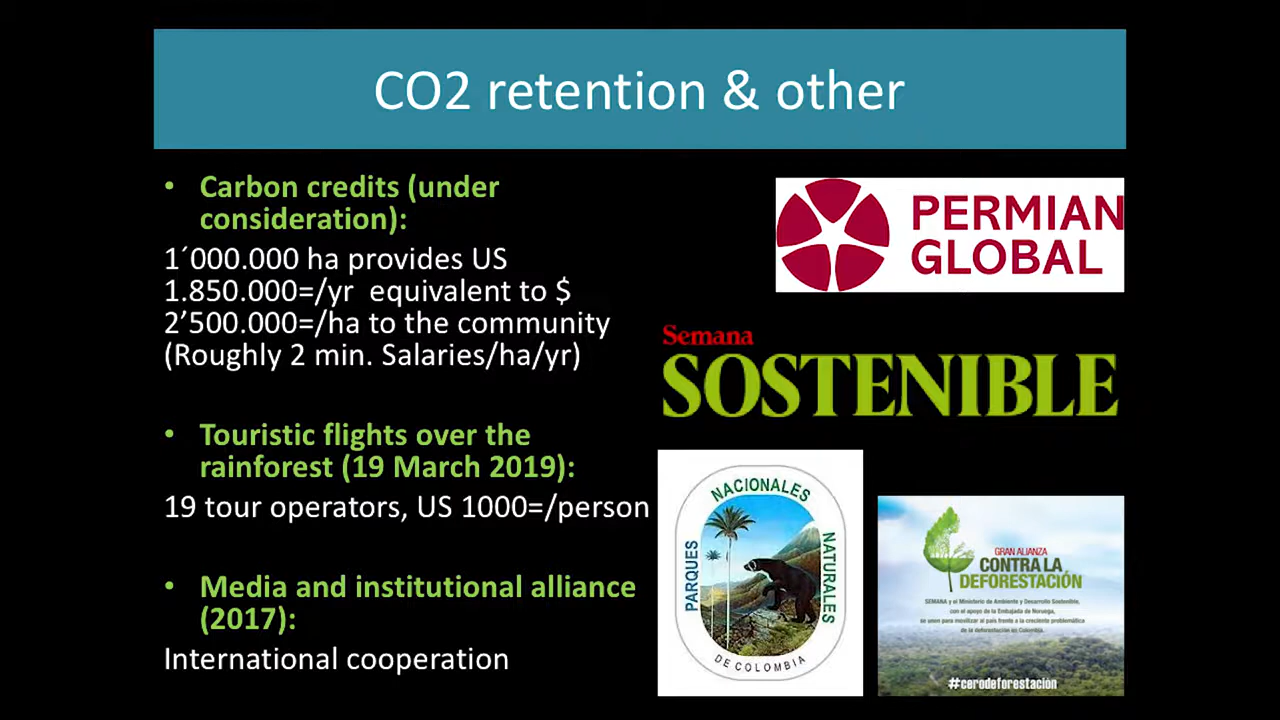 CO2 retention & other
• Carbon credits (under
consideration):
1´000.000 ha provides US
1.850.000=/yr equivalent to $
2’500.000=/ha to the community
(Roughly 2 min. Salaries/ha/yr)
• Touristic flights over the
rainforest (19 March 2019):
19 tour operators, US 1000=/person
• Media and institutional alliance
(2017):
International cooperation
PERMIAN
GLOBAL
Semana
SOSTENIBLE
PARQUES
NACIONALES
NATURALES
DE COLOMBIA
GRAN ALIANZA
CONTRA LA
DEFORESTACIÓN
SEMANA y el Ministerio de Ambiente y Desarrollo Sostenible,
con el apoyo de la Embajada de Noruega,
se unen para movilizar al país frente a la creciente problemática
de la deforestación en Colombia.
#cerodeforestación